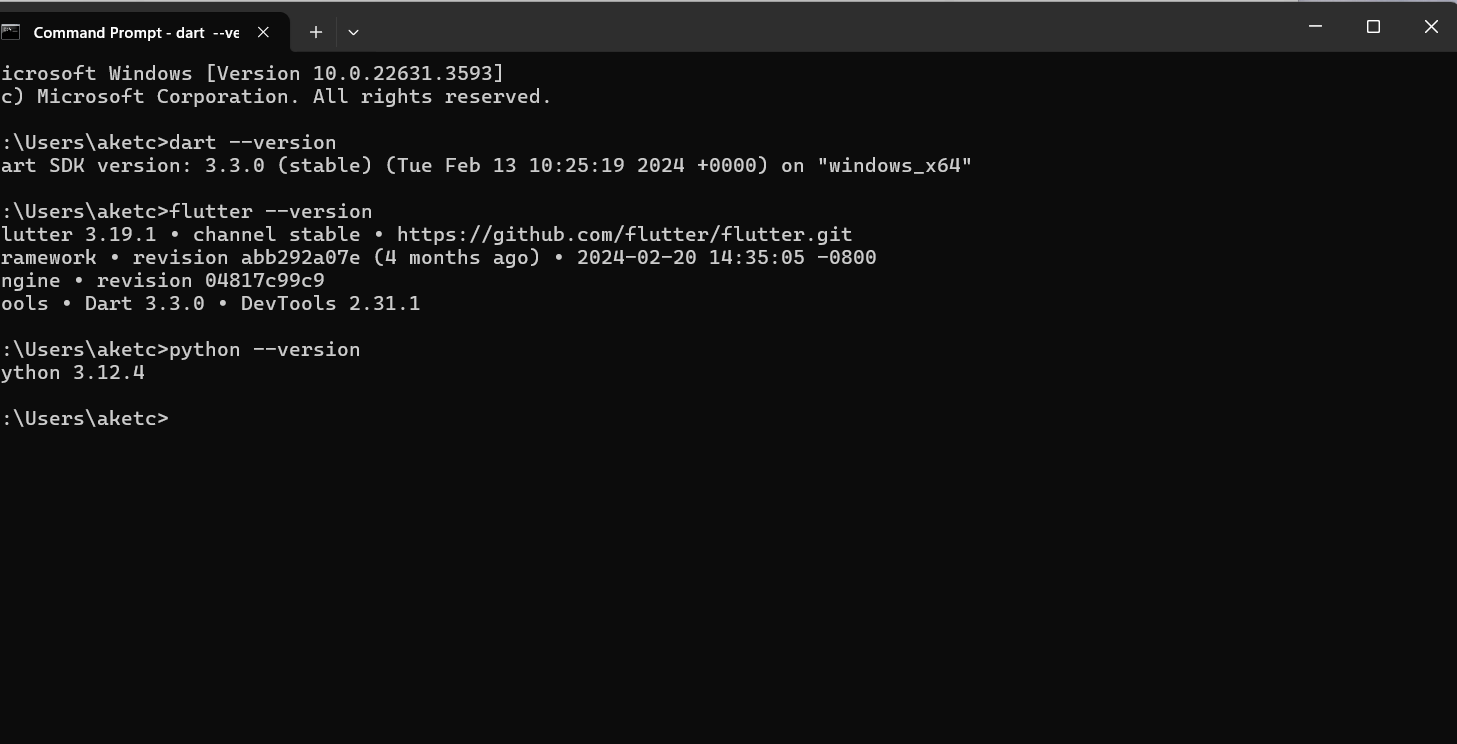 Command Prompt - dart --ve
icrosoft Windows [Version 10.0.22631.3593]
c) Microsoft Corporation. All rights reserved.
:\Users\aketc>dart --version
art SDK version: 3.3.0 (stable) (Tue Feb 13 10:25:19 2024 +0000) on "windows_x64"
:\Users\aketc>flutter --version
lutter 3.19.1 • channel stable • https://github.com/flutter/flutter.git
ramework • revision abb292a07e (4 months ago) • 2024-02-20 14:35:05 -0800
ngine • revision 04817c99c9
ools • Dart 3.3.0 • DevTools 2.31.1
:\Users\aketc>python --version
ython 3.12.4
:\Users\aketc>